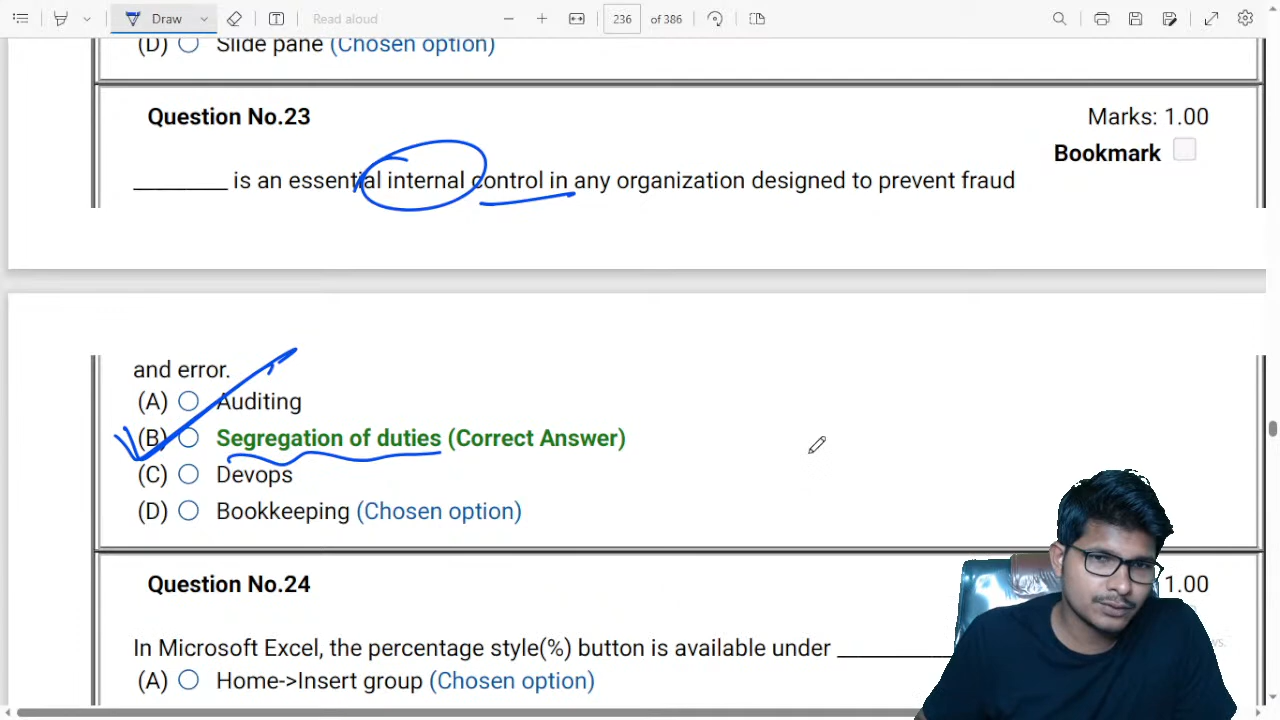 Draw
Read aloud
236 of 386
(D) Slide pane (Chosen option)
Question No.23 Marks: 1.00
Bookmark
_________ is an essential internal control in any organization designed to prevent fraud
and error.
(A) Auditing
(B) Segregation of duties (Correct Answer)
(C) Devops
(D) Bookkeeping (Chosen option)
Question No.24 1.00
In Microsoft Excel, the percentage style(%) button is available under _________
(A) Home->Insert group (Chosen option)